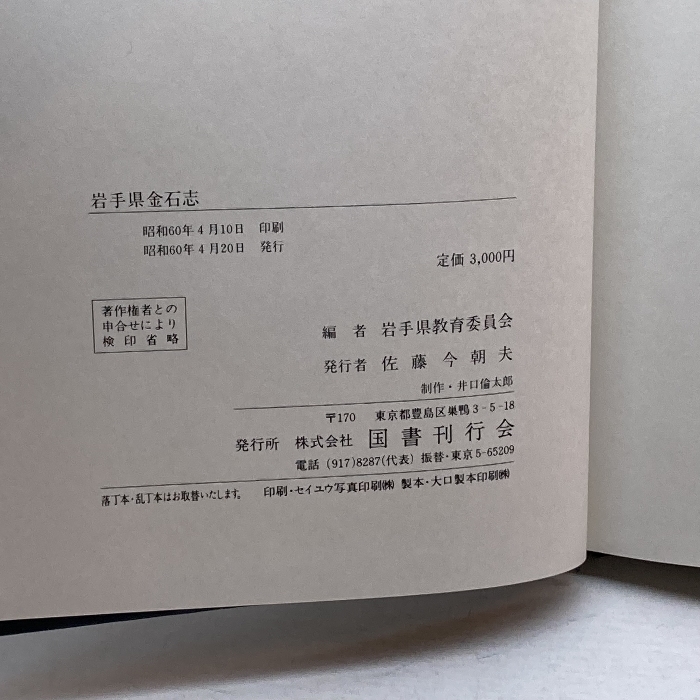 岩手県金石志
昭和60年4月10日 印刷
昭和60年4月20日 発行
定価 3,000円
著作権者との
申合せにより
検印省略
編者 岩手県教育委員会
発行者 佐藤今朝夫
制作・井口倫太郎
〒170 東京都豊島区巣鴨3-5-18
発行所 株式会社 国書刊行会
電話 (917)8287(代表) 振替・東京5-65209
落丁本・乱丁本はお取替いたします。 印刷・セイユウ写真印刷㈱ 製本・大口製本印刷㈱